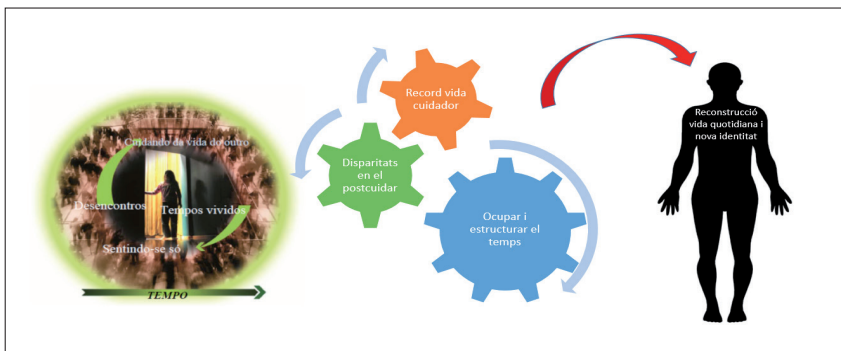 Cuidando da vida do outro
Desencontros
Tempos vividos
Sentindo-se só
TEMPO
Record vida
cuidador
Disparitats
en el
postcuidar
Ocupar i
estructurar el
temps
Reconstrucció
vida quotidiana i
nova identitat